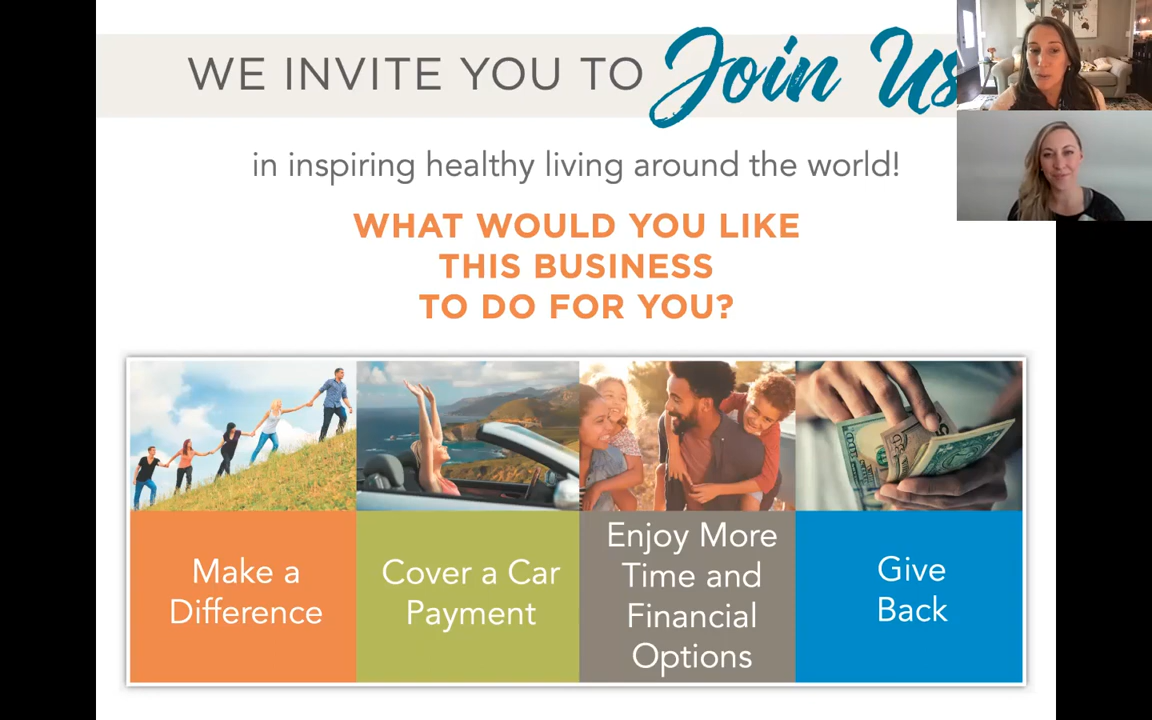 WE INVITE YOU TO Join Us
in inspiring healthy living around the world!
WHAT WOULD YOU LIKE
THIS BUSINESS
TO DO FOR YOU?
Make a
Difference
Cover a Car
Payment
Enjoy More
Time and
Financial
Options
Give
Back